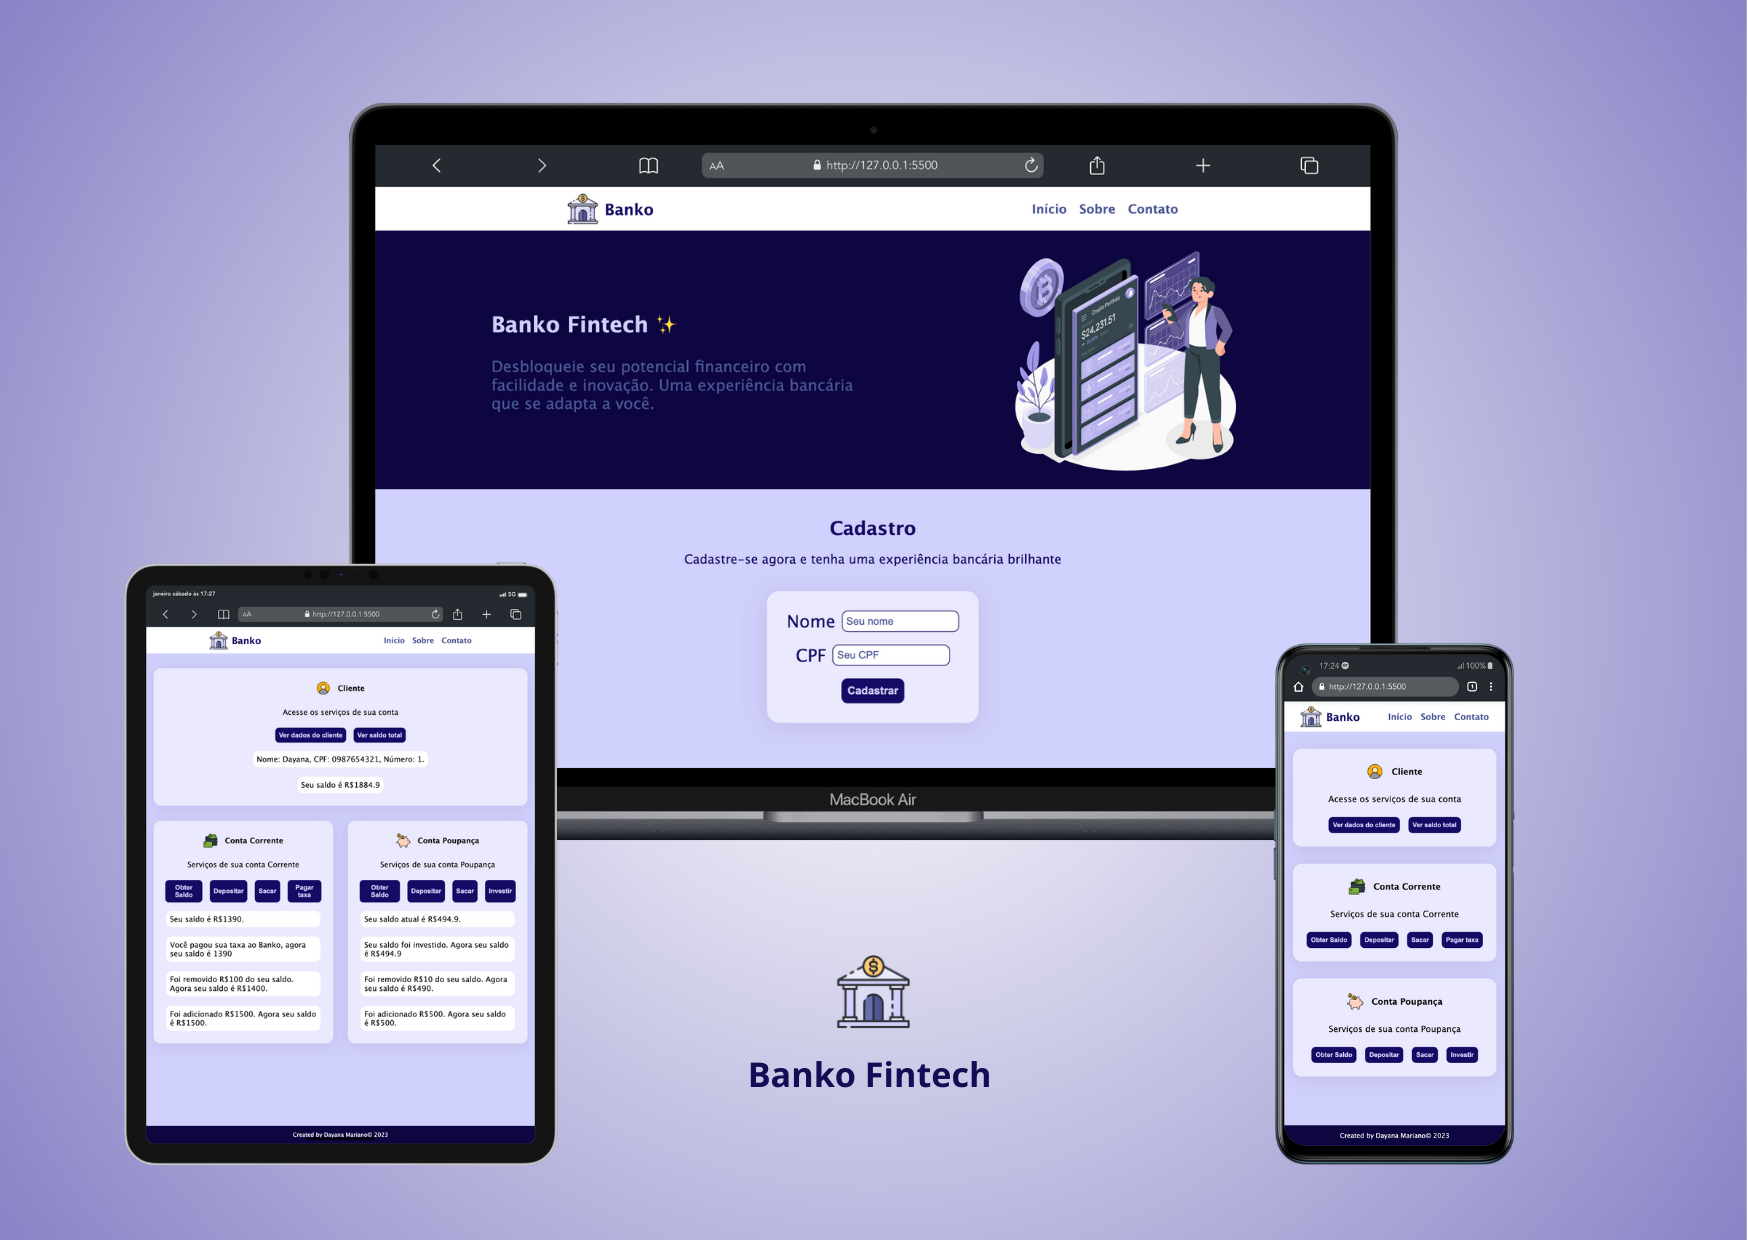 AA http://127.0.0.1:5500
Banko
Início Sobre Contato
Banko Fintech ✨
Desbloqueie seu potencial financeiro com
facilidade e inovação. Uma experiência bancária
que se adapta a você.
Crypto Portfolio
$24,231.51
Cadastro
Cadastre-se agora e tenha uma experiência bancária brilhante
Nome Seu nome
CPF Seu CPF
Cadastrar
MacBook Air
janeiro sábado às 17:27
5G
AA http://127.0.0.1:5500
Banko
Início Sobre Contato
Cliente
Acesse os serviços de sua conta
Ver dados do cliente Ver saldo total
Nome: Dayana, CPF: 0987654321, Número: 1.
Seu saldo é R$1884.9
Conta Corrente
Serviços de sua conta Corrente
Obter
Saldo
Depositar
Sacar
Pagar
taxa
Seu saldo é R$1390.
Você pagou sua taxa ao Banko, agora
seu saldo é 1390
Foi removido R$100 do seu saldo.
Agora seu saldo é R$1400.
Foi adicionado R$1500. Agora seu saldo
é R$1500.
Conta Poupança
Serviços de sua conta Poupança
Obter
Saldo
Depositar
Sacar
Investir
Seu saldo atual é R$494.9.
Seu saldo foi investido. Agora seu saldo
é R$494.9
Foi removido R$10 do seu saldo. Agora
seu saldo é R$490.
Foi adicionado R$500. Agora seu saldo
é R$500.
Created by Dayana Mariano© 2023
Banko Fintech
17:24
100%
http://127.0.0.1:5500
1
Banko
Início Sobre Contato
Cliente
Acesse os serviços de sua conta
Ver dados do cliente Ver saldo total
Conta Corrente
Serviços de sua conta Corrente
Obter Saldo Depositar Sacar Pagar taxa
Conta Poupança
Serviços de sua conta Poupança
Obter Saldo Depositar Sacar Investir
Created by Dayana Mariano© 2023